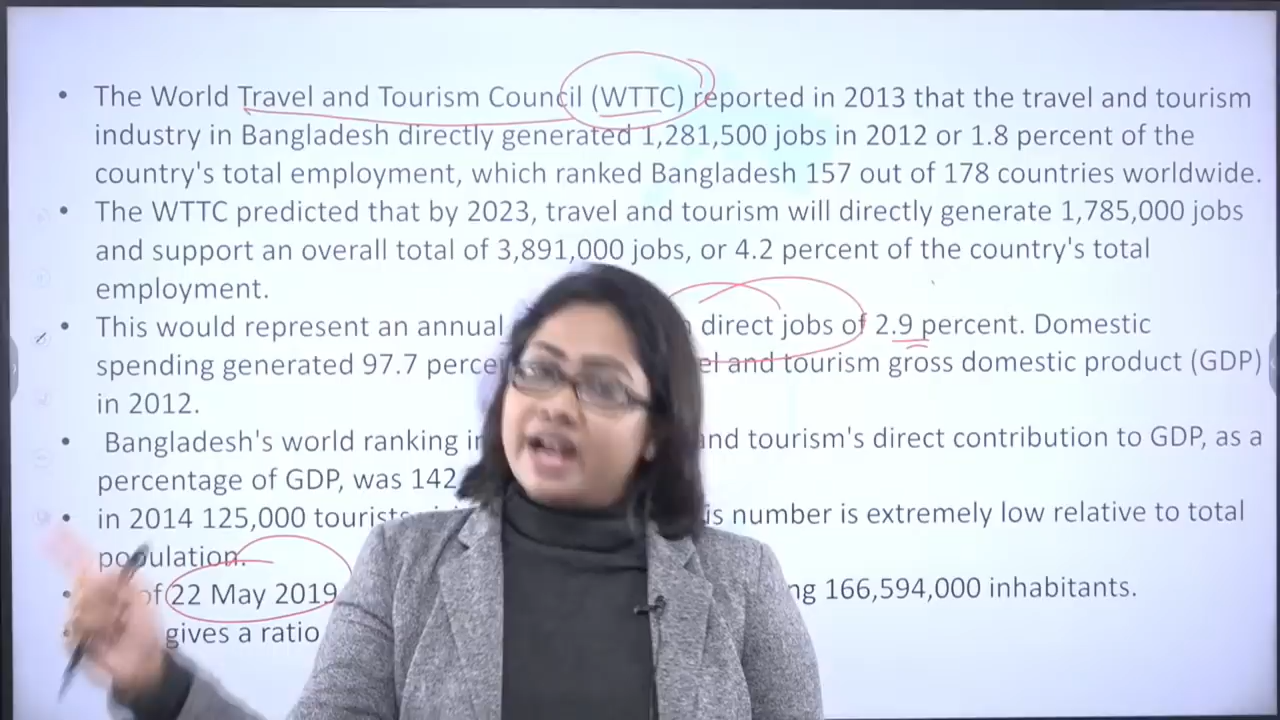 • The World Travel and Tourism Council (WTTC) reported in 2013 that the travel and tourism
industry in Bangladesh directly generated 1,281,500 jobs in 2012 or 1.8 percent of the
country's total employment, which ranked Bangladesh 157 out of 178 countries worldwide.
• The WTTC predicted that by 2023, travel and tourism will directly generate 1,785,000 jobs
and support an overall total of 3,891,000 jobs, or 4.2 percent of the country's total
employment.
• This would represent an annual direct jobs of 2.9 percent. Domestic
spending generated 97.7 and tourism gross domestic product (GDP)
in 2012.
• Bangladesh's world ranking and tourism's direct contribution to GDP, as a
percentage of GDP, was 142
• in 2014 125,000 tourists number is extremely low relative to total
population.
• of 22 May 2019 166,594,000 inhabitants.
• gives a ratio